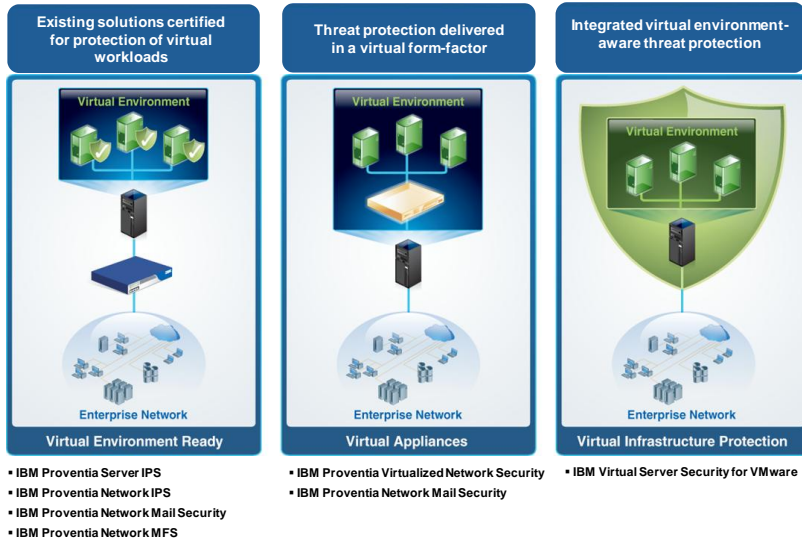 Existing solutions certified
for protection of virtual
workloads
Virtual Environment
Enterprise Network
Virtual Environment Ready
▪ IBM Proventia Server IPS
▪ IBM Proventia Network IPS
▪ IBM Proventia Network Mail Security
▪ IBM Proventia Network MFS
Threat protection delivered
in a virtual form-factor
Virtual Environment
Enterprise Network
Virtual Appliances
▪ IBM Proventia Virtualized Network Security
▪ IBM Proventia Network Mail Security
Integrated virtual environment-
aware threat protection
Virtual Environment
Enterprise Network
Virtual Infrastructure Protection
▪ IBM Virtual Server Security for VMware